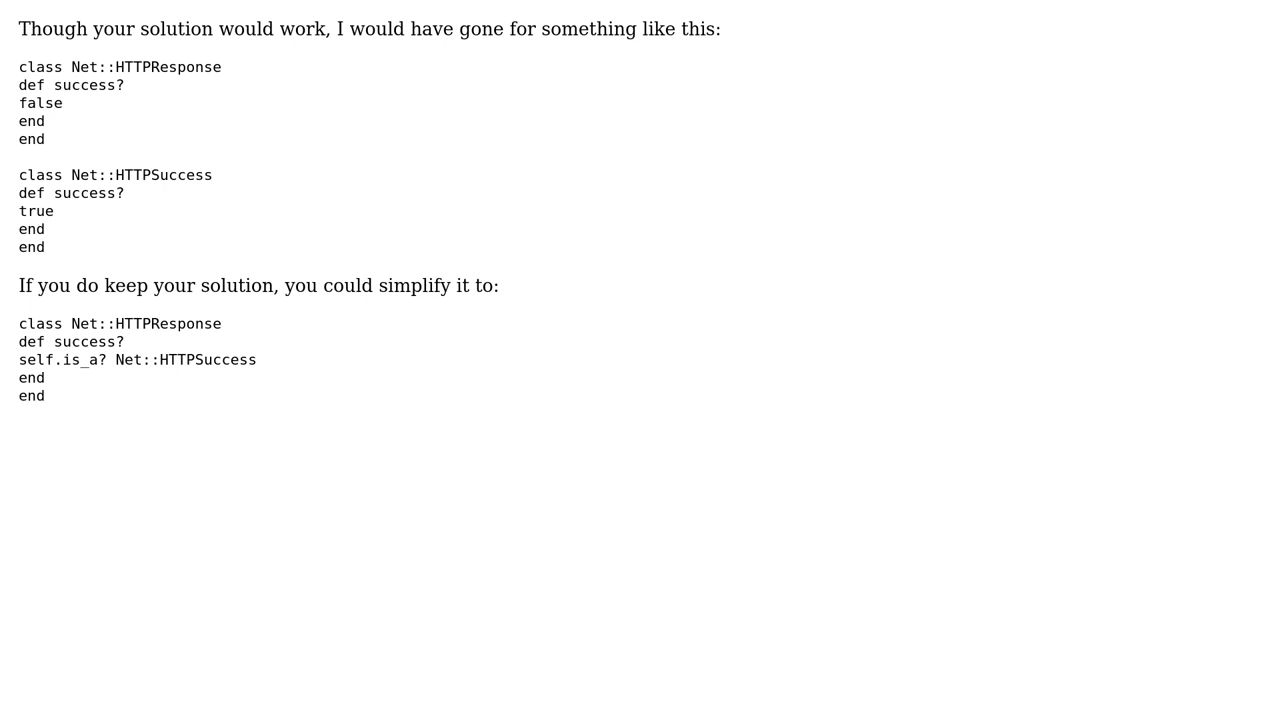 Though your solution would work, I would have gone for something like this:
class Net::HTTPResponse
def success?
false
end
end
class Net::HTTPSuccess
def success?
true
end
end
If you do keep your solution, you could simplify it to:
class Net::HTTPResponse
def success?
self.is_a? Net::HTTPSuccess
end
end